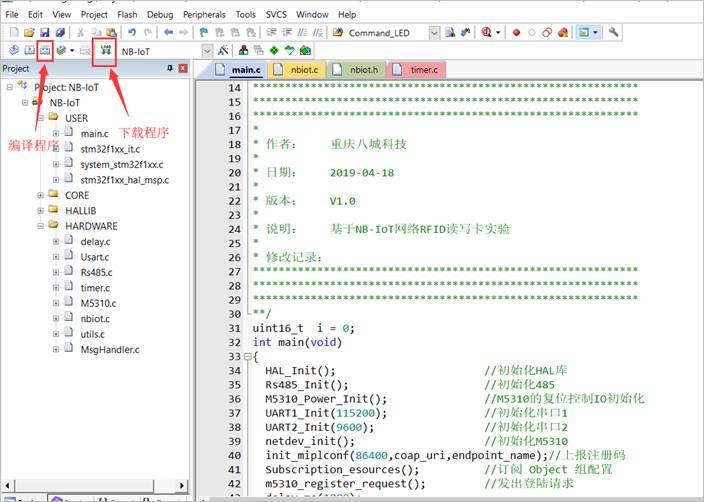 File Edit View Project Flash Debug Peripherals Tools SVCS Window Help
Command_LED
LOAD NB-IoT
Project
main.c nbiot.c nbiot.h timer.c
Project: NB-IoT
NB-IoT
USER
main.c
stm32f1xx_it.c
system_stm32f1xx.c
stm32f1xx_hal_msp.c
CORE
HALLIB
HARDWARE
delay.c
Usart.c
Rs485.c
timer.c
M5310.c
nbiot.c
utils.c
MsgHandler.c
编译程序
下载程序
14 ************************************************************
15 ************************************************************
16 ************************************************************
17 *
18 * 作者: 重庆八城科技
19 *
20 * 日期: 2019-04-18
21 *
22 * 版本: V1.0
23 *
24 * 说明: 基于NB-IoT网络RFID读写卡实验
25 *
26 * 修改记录:
27 ************************************************************
28 ************************************************************
29 ************************************************************
30 **/
31 uint16_t i = 0;
32 int main(void)
33 {
34 HAL_Init(); //初始化HAL库
35 Rs485_Init(); //初始化485
36 M5310_Power_Init(); //M5310的复位控制IO初始化
37 UART1_Init(115200); //初始化串口1
38 UART2_Init(9600); //初始化串口2
39 netdev_init(); //初始化M5310
40 init_miplconf(86400,coap_uri,endpoint_name);//上报注册码
41 Subscription_esources(); //订阅 Object 组配置
42 m5310_register_request(); //发出登陆请求